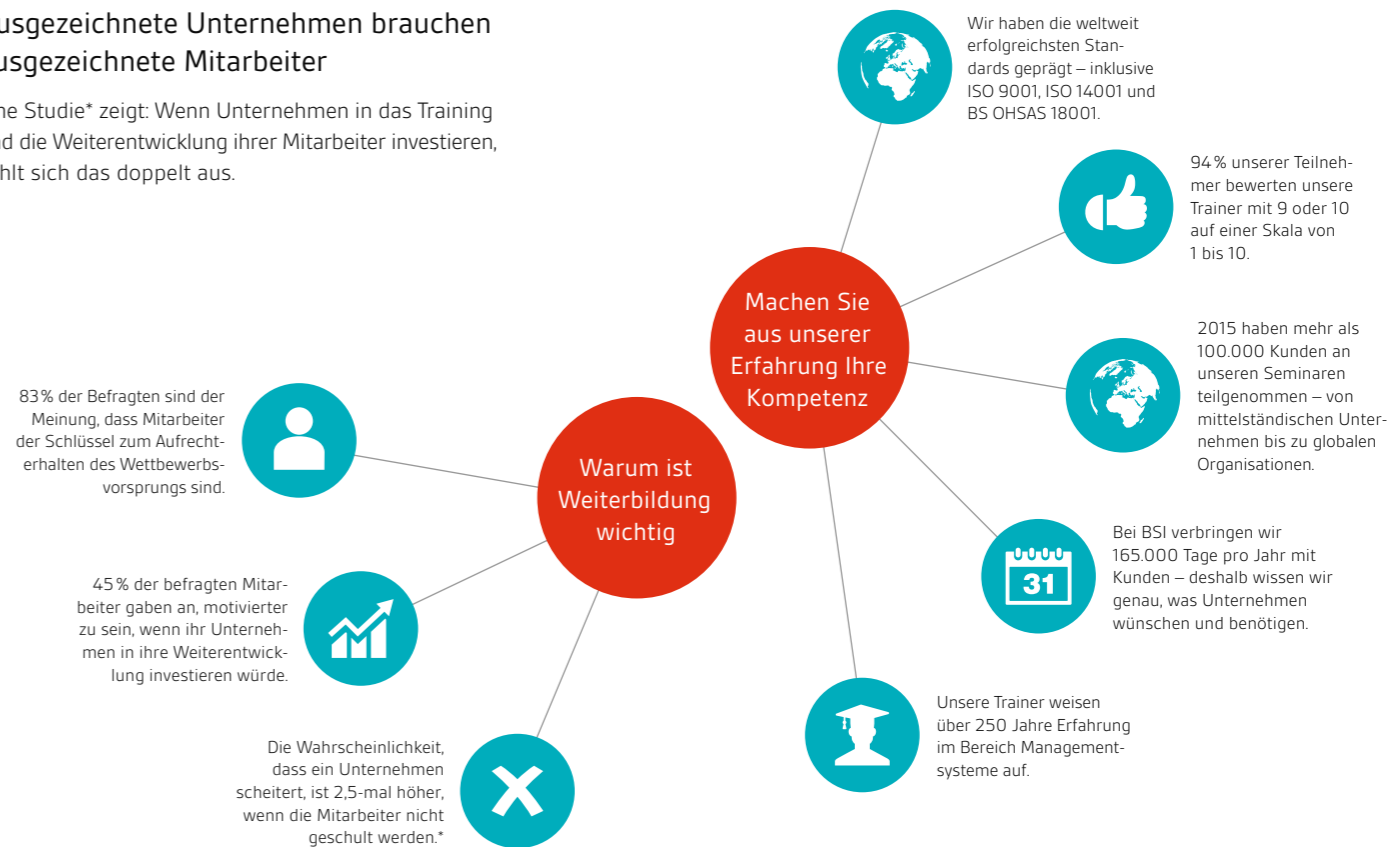 usgezeichnete Unternehmen brauchen
usgezeichnete Mitarbeiter
ne Studie* zeigt: Wenn Unternehmen in das Training
d die Weiterentwicklung ihrer Mitarbeiter investieren,
hlt sich das doppelt aus.
Warum ist
Weiterbildung
wichtig
83 % der Befragten sind der
Meinung, dass Mitarbeiter
der Schlüssel zum Aufrecht-
erhalten des Wettbewerbs-
vorsprungs sind.
45 % der befragten Mitar-
beiter gaben an, motivierter
zu sein, wenn ihr Unterneh-
men in ihre Weiterentwick-
lung investieren würde.
Die Wahrscheinlichkeit,
dass ein Unternehmen
scheitert, ist 2,5-mal höher,
wenn die Mitarbeiter nicht
geschult werden.*
Machen Sie
aus unserer
Erfahrung Ihre
Kompetenz
Wir haben die weltweit
erfolgreichsten Stan-
dards geprägt – inklusive
ISO 9001, ISO 14001 und
BS OHSAS 18001.
94 % unserer Teilneh-
mer bewerten unsere
Trainer mit 9 oder 10
auf einer Skala von
1 bis 10.
2015 haben mehr als
100.000 Kunden an
unseren Seminaren
teilgenommen – von
mittelständischen Unter-
nehmen bis zu globalen
Organisationen.
31
Bei BSI verbringen wir
165.000 Tage pro Jahr mit
Kunden – deshalb wissen wir
genau, was Unternehmen
wünschen und benötigen.
Unsere Trainer weisen
über 250 Jahre Erfahrung
im Bereich Management-
systeme auf.